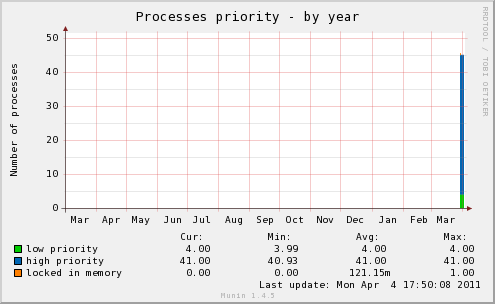 Processes priority - by year
RRDTOOL / TOBI OETIKER
Number of processes
50
40
30
20
10
0
Mar Apr May Jun Jul Aug Sep Oct Nov Dec Jan Feb Mar
Cur: Min: Avg: Max:
low priority 4.00 3.99 4.00 4.00
high priority 41.00 40.93 41.00 41.00
locked in memory 0.00 0.00 121.15m 1.00
Last update: Mon Apr 4 17:50:08 2011
Munin 1.4.5